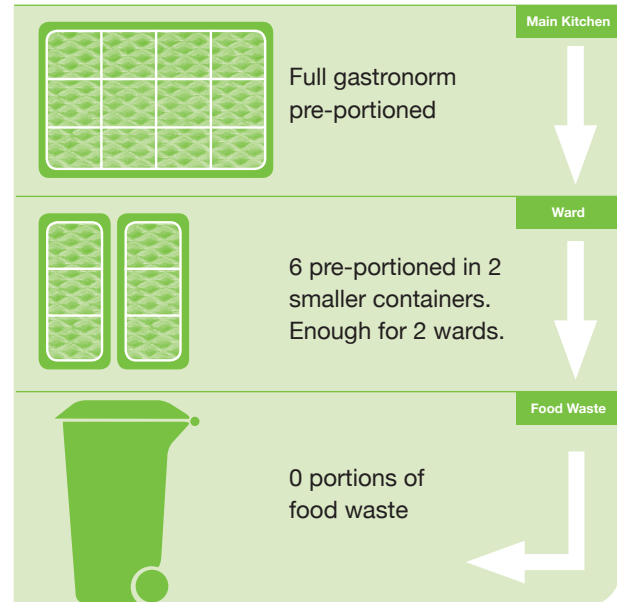 Main Kitchen
Full gastronorm
pre-portioned
Ward
6 pre-portioned in 2
smaller containers.
Enough for 2 wards.
Food Waste
0 portions of
food waste